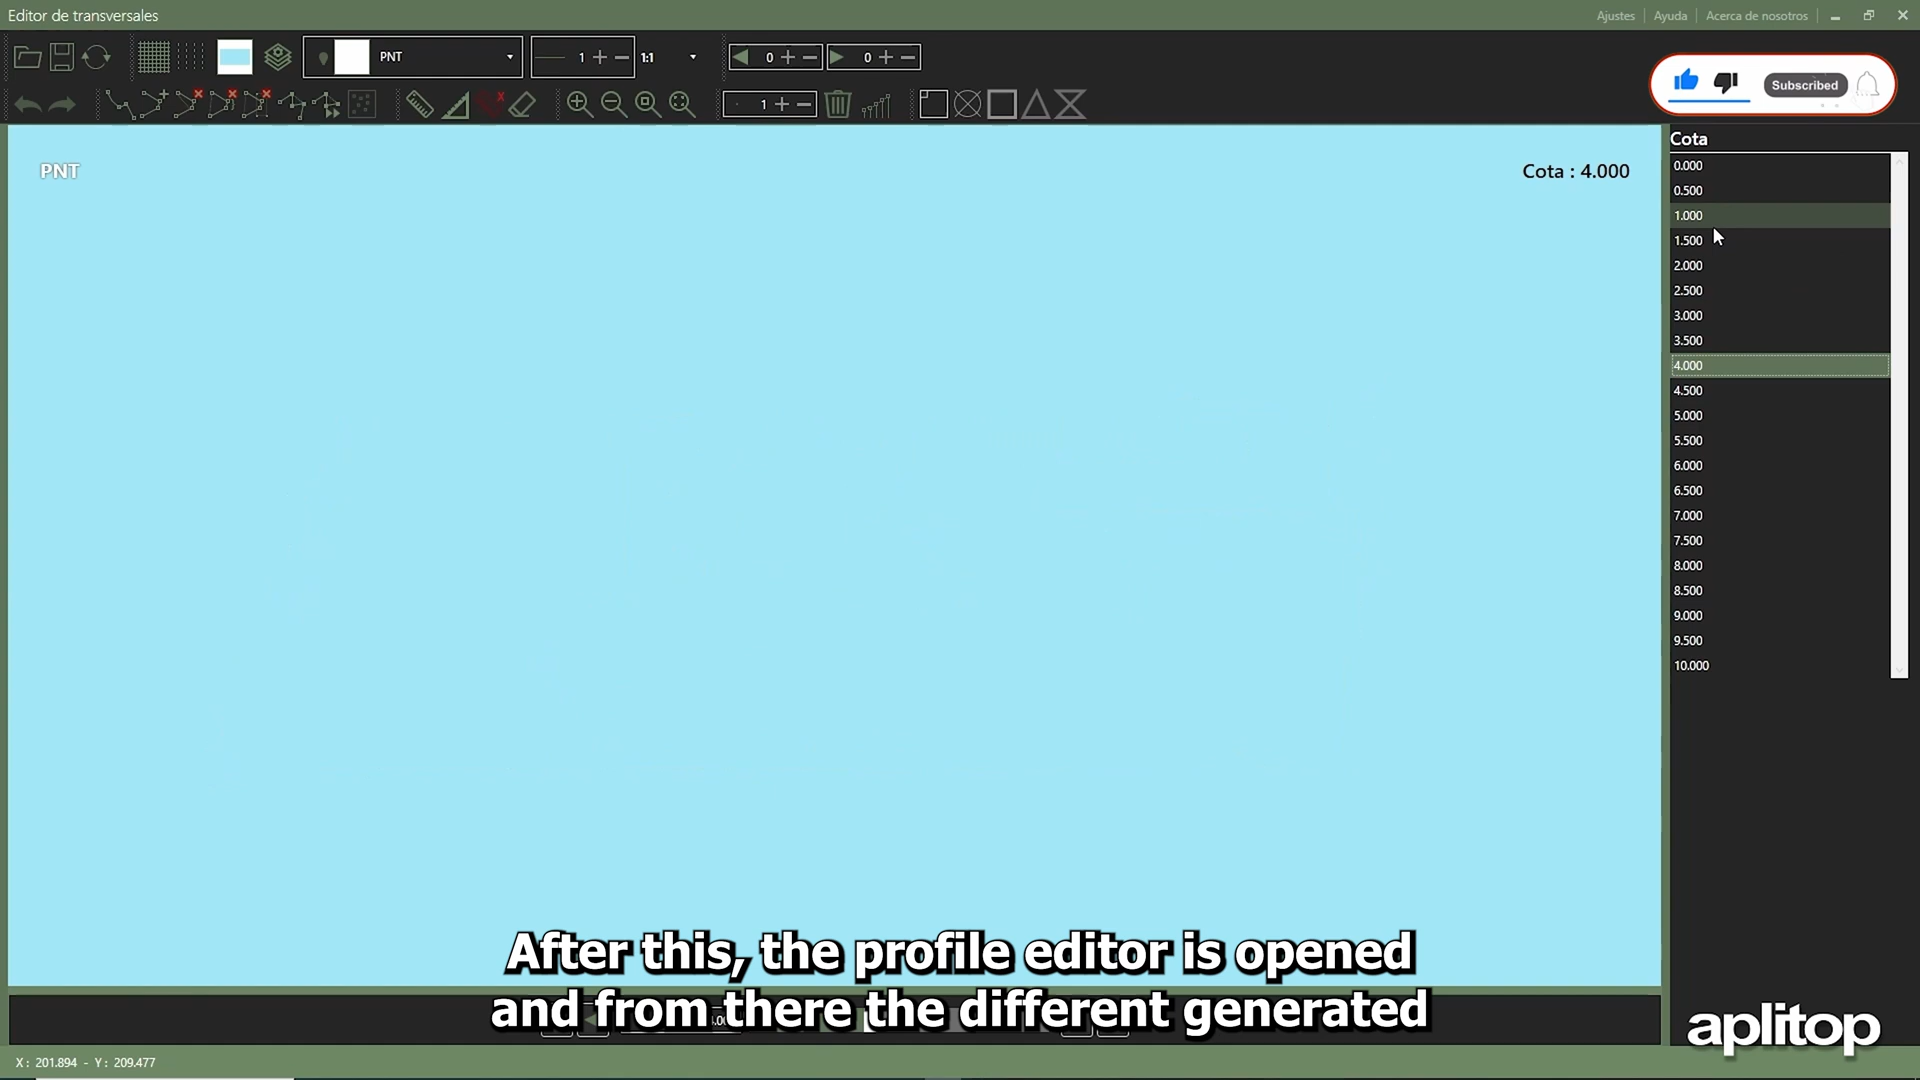 Editor de transversales
Ajustes
Ayuda
Acerca de nosotros
PNT
1
1:1
0
0
Subscribed
1
PNT
Cota : 4.000
Cota
0.000
0.500
1.000
1.500
2.000
2.500
3.000
3.500
4.000
4.500
5.000
5.500
6.000
6.500
7.000
7.500
8.000
8.500
9.000
9.500
10.000
After this, the profile editor is opened
and from there the different generated
aplitop
X: 201.894 - Y: 209.477